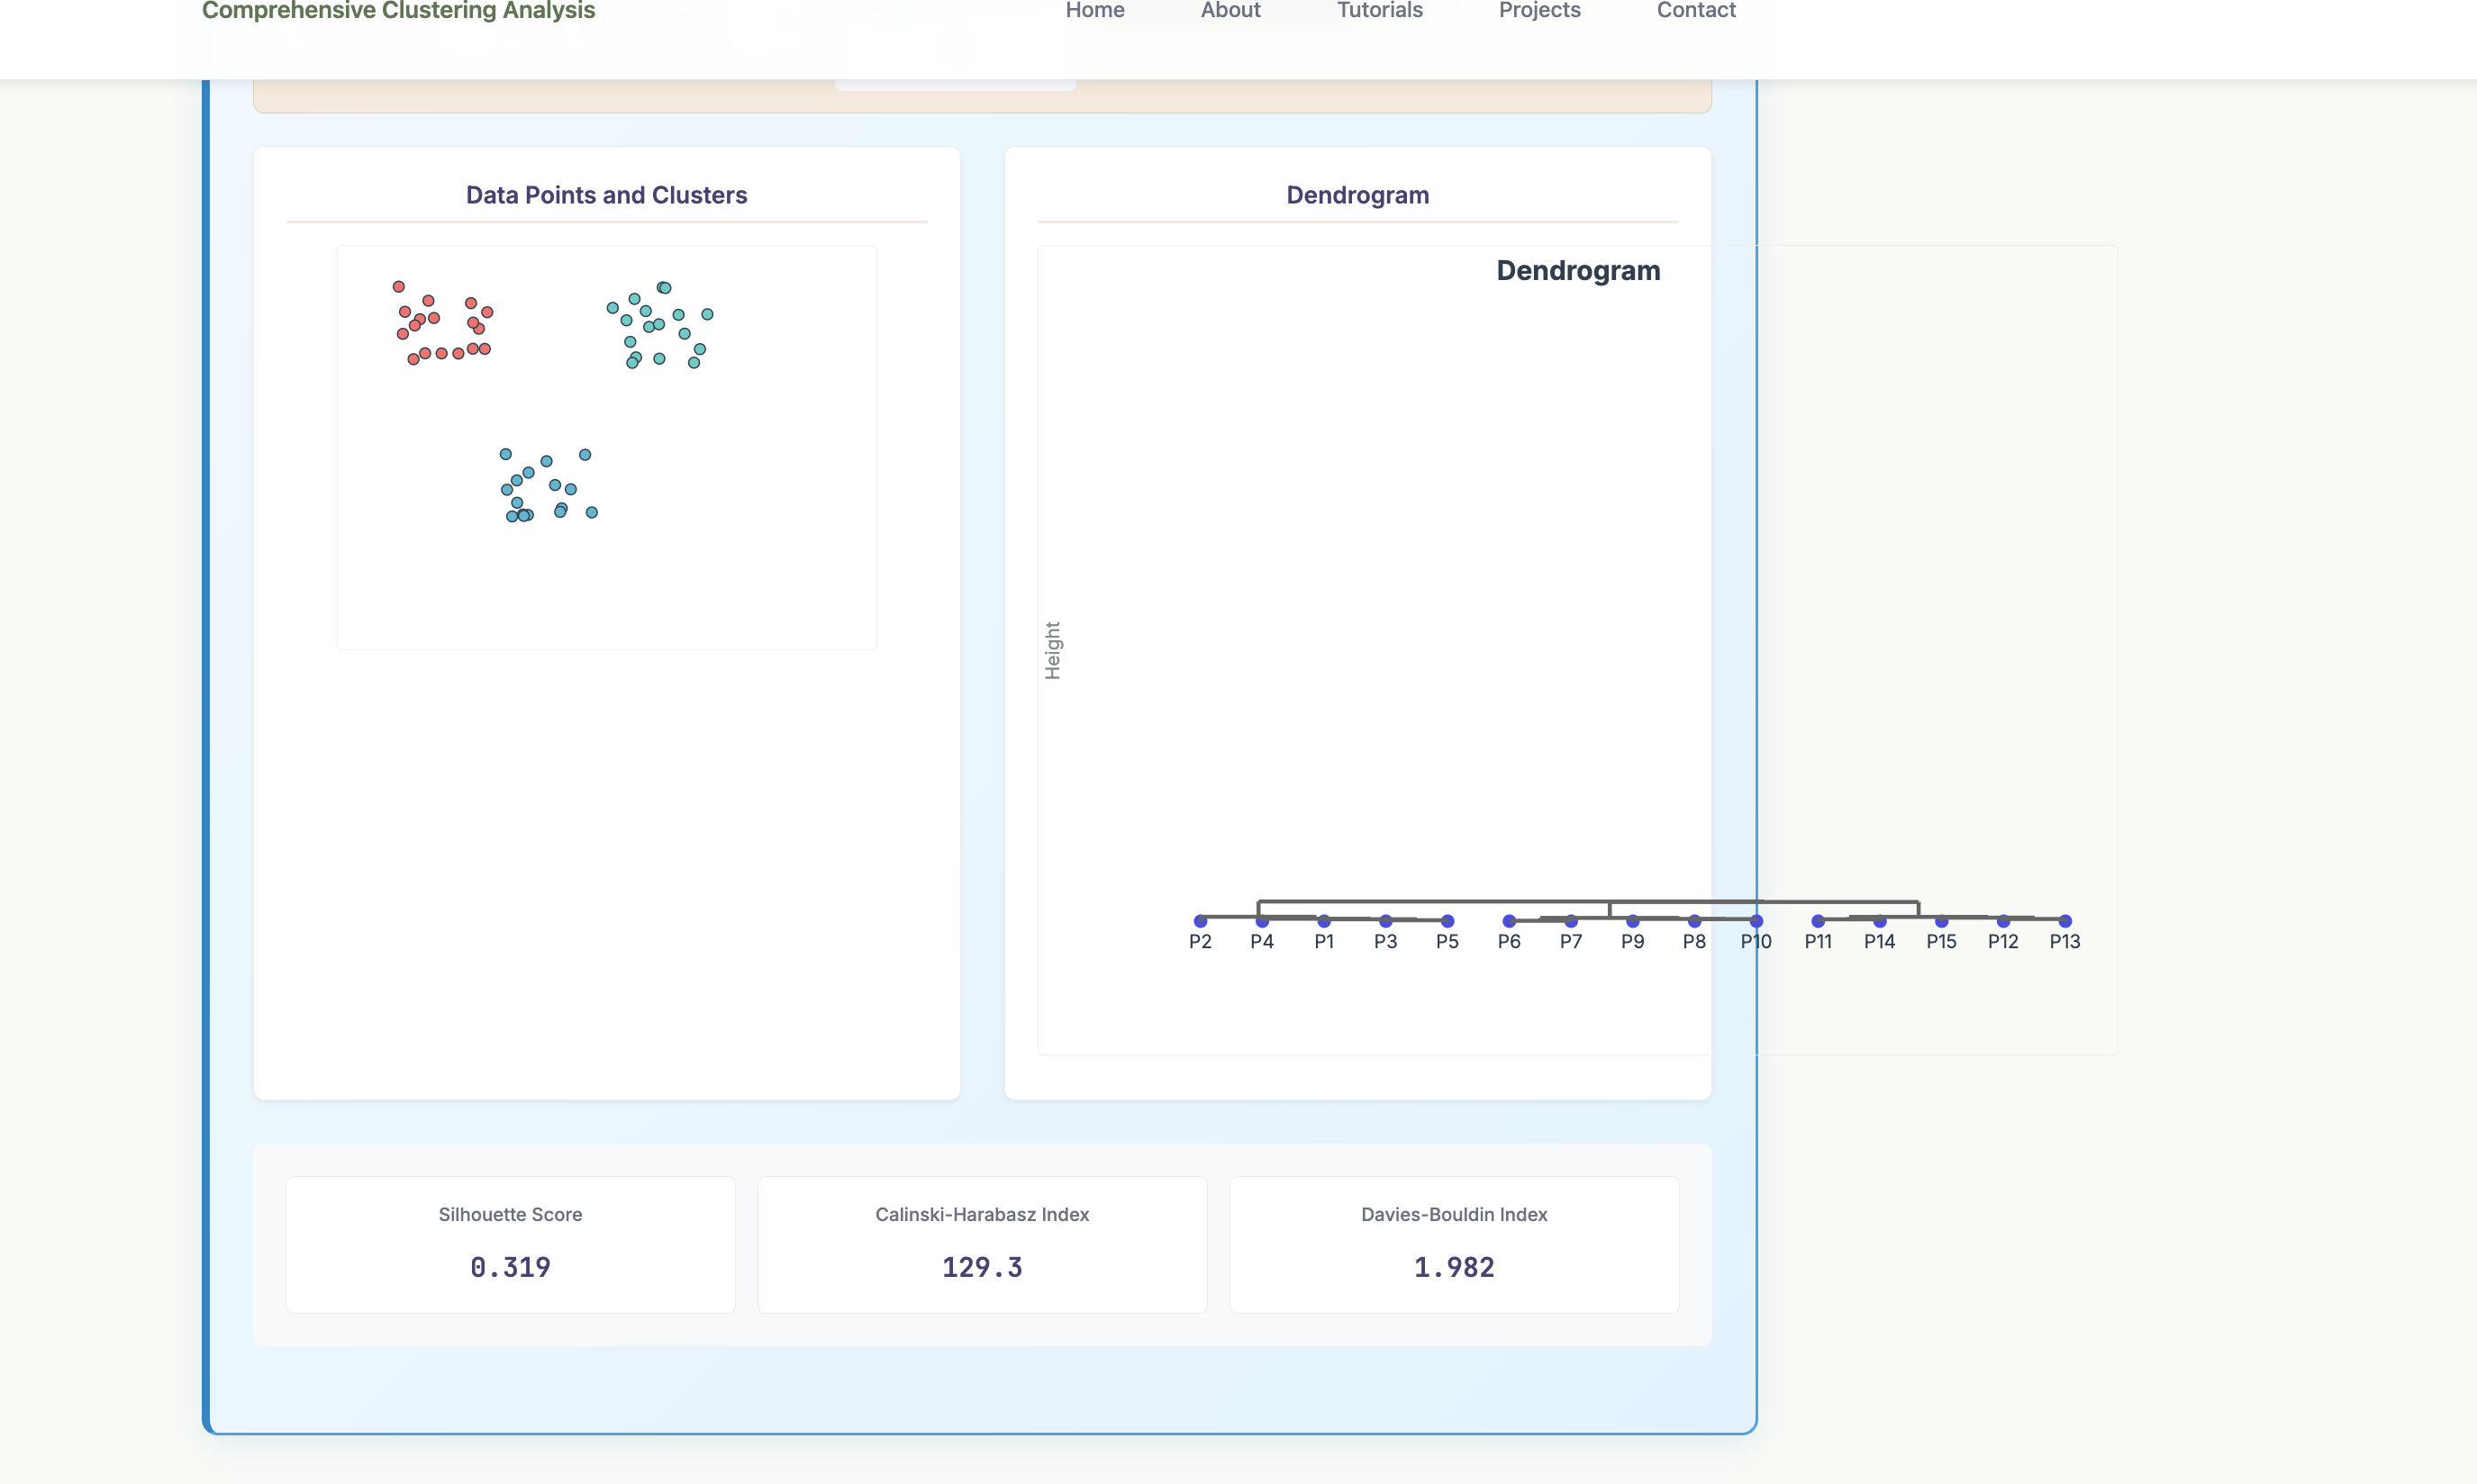 Comprehensive Clustering Analysis
Home About Tutorials Projects Contact
Data Points and Clusters
Dendrogram
Dendrogram
Height
P2 P4 P1 P3 P5 P6 P7 P9 P8 P10 P11 P14 P15 P12 P13
Silhouette Score
0.319
Calinski-Harabasz Index
129.3
Davies-Bouldin Index
1.982